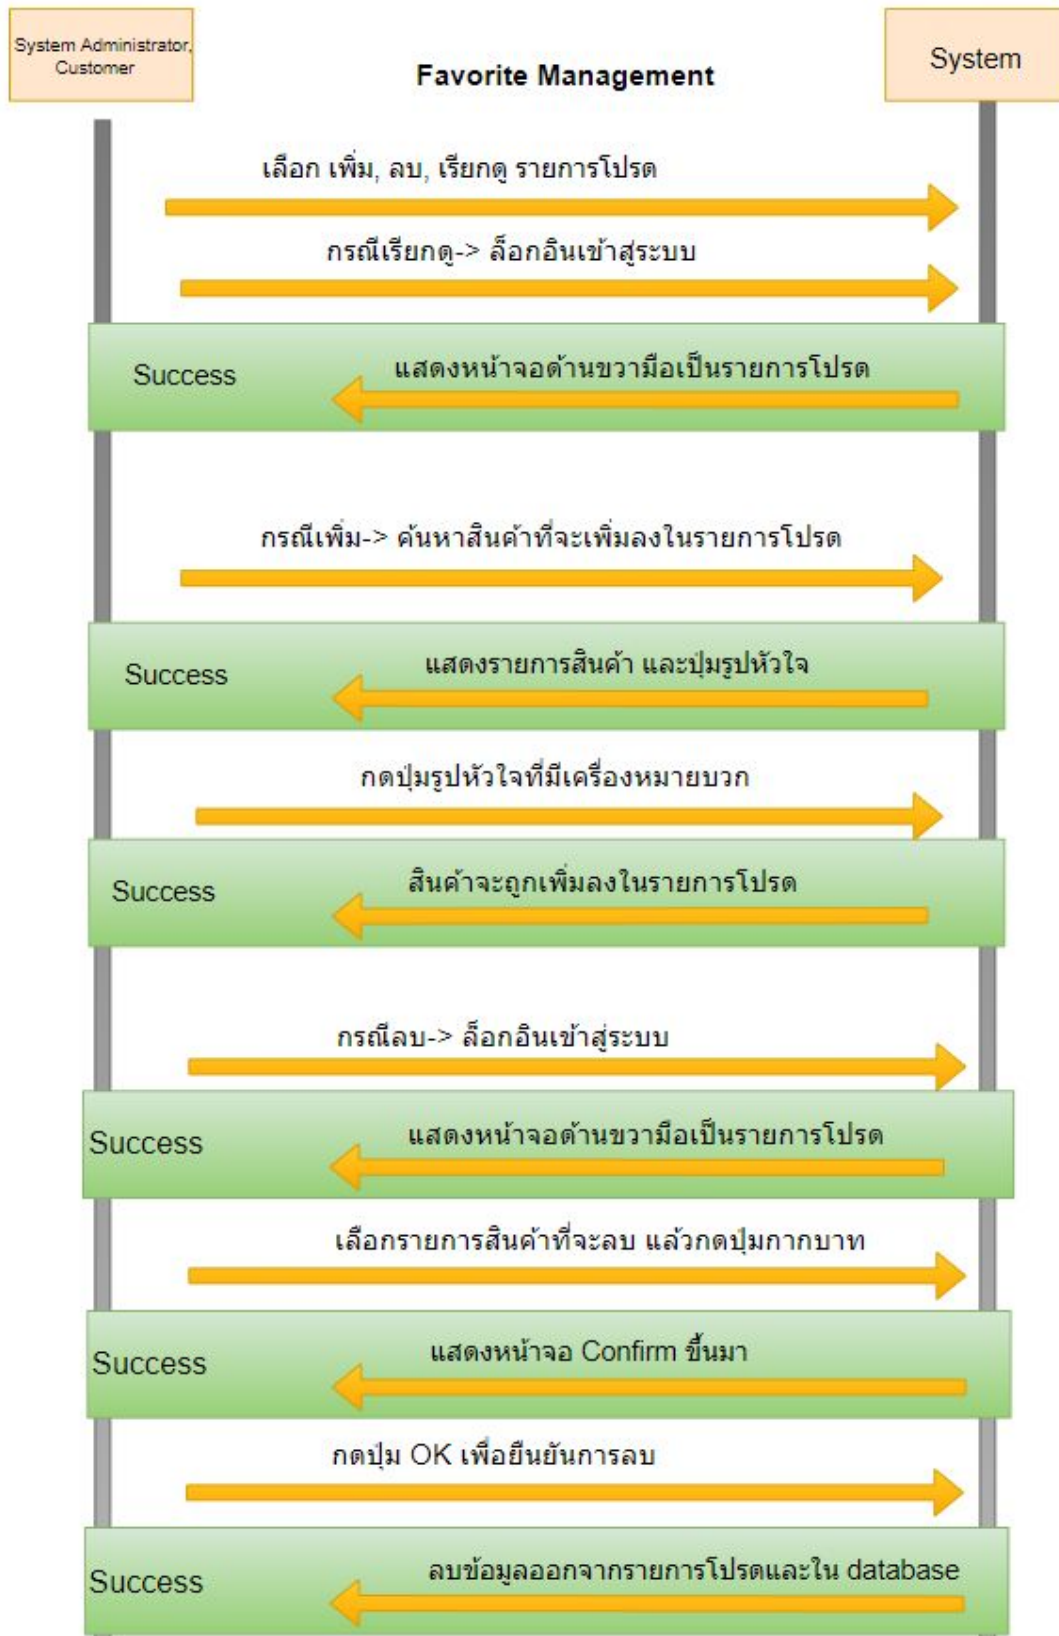 System Administrator,
Customer
Favorite Management
System
เลือก เพิ่ม, ลบ, เรียกดู รายการโปรด
กรณีเรียกดู-> ล็อกอินเข้าสู่ระบบ
Success
แสดงหน้าจอด้านขวามือเป็นรายการโปรด
กรณีเพิ่ม-> ค้นหาสินค้าที่จะเพิ่มลงในรายการโปรด
Success
แสดงรายการสินค้า และปุ่มรูปหัวใจ
กดปุ่มรูปหัวใจที่มีเครื่องหมายบวก
Success
สินค้าจะถูกเพิ่มลงในรายการโปรด
กรณีลบ-> ล็อกอินเข้าสู่ระบบ
Success
แสดงหน้าจอด้านขวามือเป็นรายการโปรด
เลือกรายการสินค้าที่จะลบ แล้วกดปุ่มกากบาท
Success
แสดงหน้าจอ Confirm ขึ้นมา
กดปุ่ม OK เพื่อยืนยันการลบ
Success
ลบข้อมูลออกจากรายการโปรดและใน database